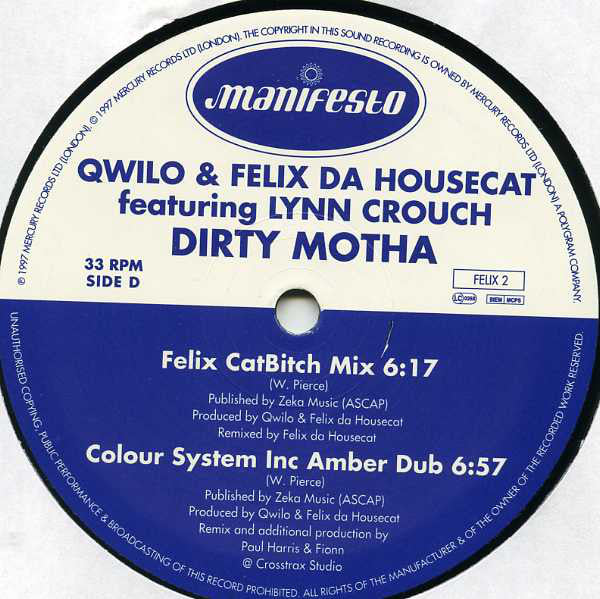 manifesto
QWILO & FELIX DA HOUSECAT
featuring LYNN CROUCH
DIRTY MOTHA
33 RPM
SIDE D
FELIX 2
LC 0268
BIEM MCPS
Felix CatBitch Mix 6:17
(W. Pierce)
Published by Zeka Music (ASCAP)
Produced by Qwilo & Felix da Housecat
Remixed by Felix da Housecat
Colour System Inc Amber Dub 6:57
(W. Pierce)
Published by Zeka Music (ASCAP)
Produced by Qwilo & Felix da Housecat
Remix and additional production by
Paul Harris & Fionn
@ Crosstrax Studio
℗ 1997 MERCURY RECORDS LTD (LONDON). © 1997 MERCURY RECORDS LTD (LONDON). THE COPYRIGHT IN THIS SOUND RECORDING IS OWNED BY MERCURY RECORDS LTD (LONDON) A POLYGRAM COMPANY.
UNAUTHORISED COPYING, PUBLIC PERFORMANCE & BROADCASTING OF THIS RECORD PROHIBITED. ALL RIGHTS OF THE MANUFACTURER & OF THE OWNER OF THE RECORDED WORK RESERVED.